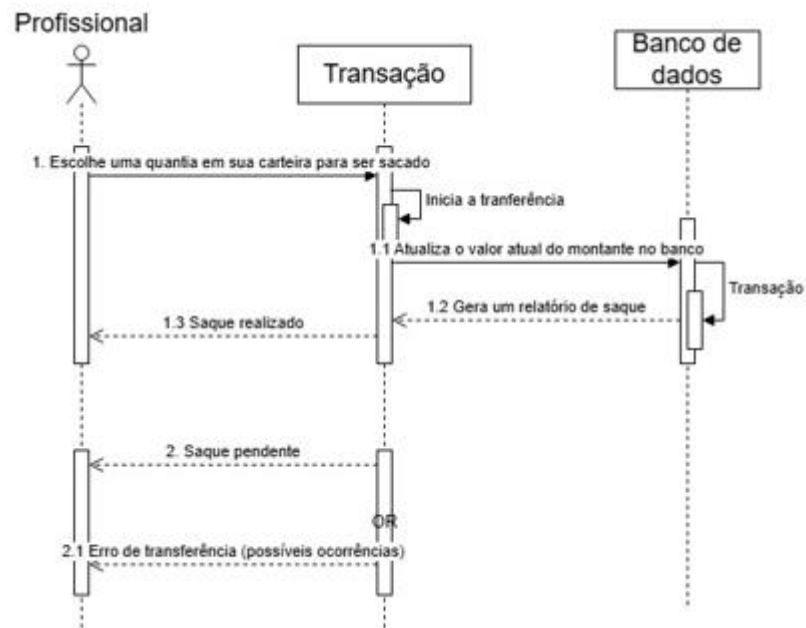 Profissional
Transação
Banco de
dados
1. Escolhe uma quantia em sua carteira para ser sacado
Inicia a tranferência
1.1 Atualiza o valor atual do montante no banco
Transação
1.2 Gera um relatório de saque
1.3 Saque realizado
2. Saque pendente
OR
2.1 Erro de transferência (possíveis ocorrências)